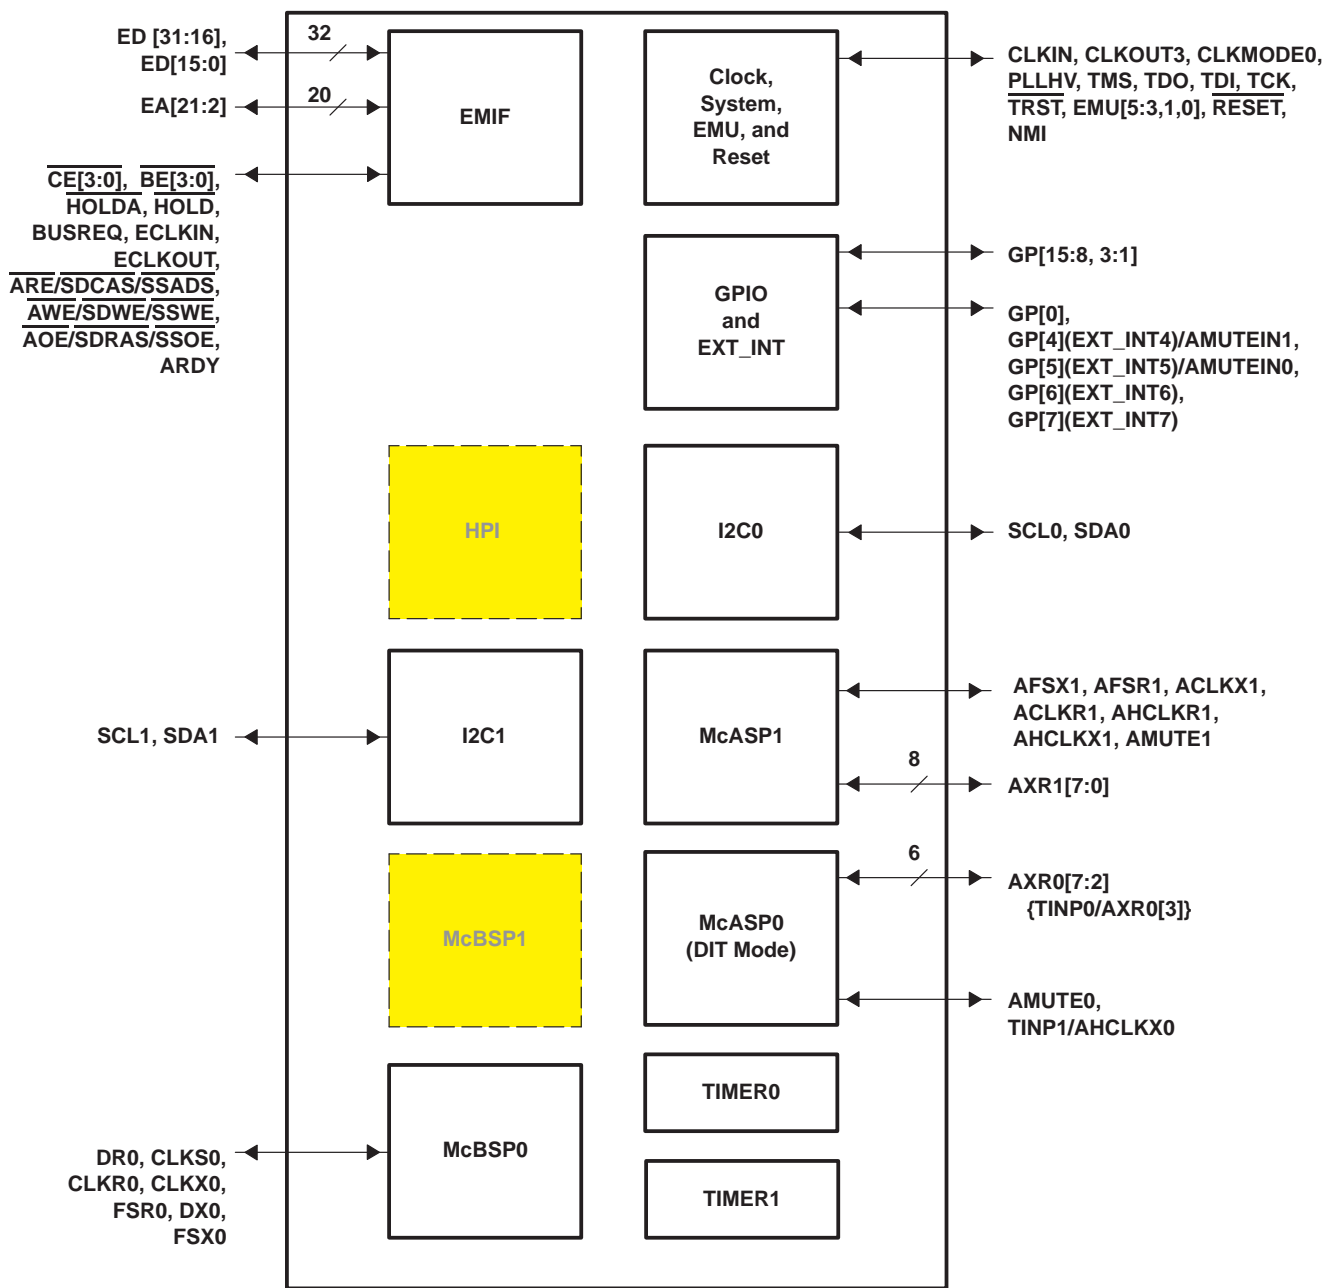 ED [31:16],
ED[15:0]
32
EA[21:2]
20
EMIF
CE[3:0], BE[3:0],
HOLDA, HOLD,
BUSREQ, ECLKIN,
ECLKOUT,
ARE/SDCAS/SSADS,
AWE/SDWE/SSWE,
AOE/SDRAS/SSOE,
ARDY
Clock,
System,
EMU, and
Reset
CLKIN, CLKOUT3, CLKMODE0,
PLLHV, TMS, TDO, TDI, TCK,
TRST, EMU[5:3,1,0], RESET,
NMI
GPIO
and
EXT_INT
GP[15:8, 3:1]
GP[0],
GP[4](EXT_INT4)/AMUTEIN1,
GP[5](EXT_INT5)/AMUTEIN0,
GP[6](EXT_INT6),
GP[7](EXT_INT7)
HPI
I2C0
SCL0, SDA0
SCL1, SDA1
I2C1
McASP1
AFSX1, AFSR1, ACLKX1,
ACLKR1, AHCLKR1,
AHCLKX1, AMUTE1
8
AXR1[7:0]
McBSP1
McASP0
(DIT Mode)
6
AXR0[7:2]
{TINP0/AXR0[3]}
AMUTE0,
TINP1/AHCLKX0
DR0, CLKS0,
CLKR0, CLKX0,
FSR0, DX0,
FSX0
McBSP0
TIMER0
TIMER1